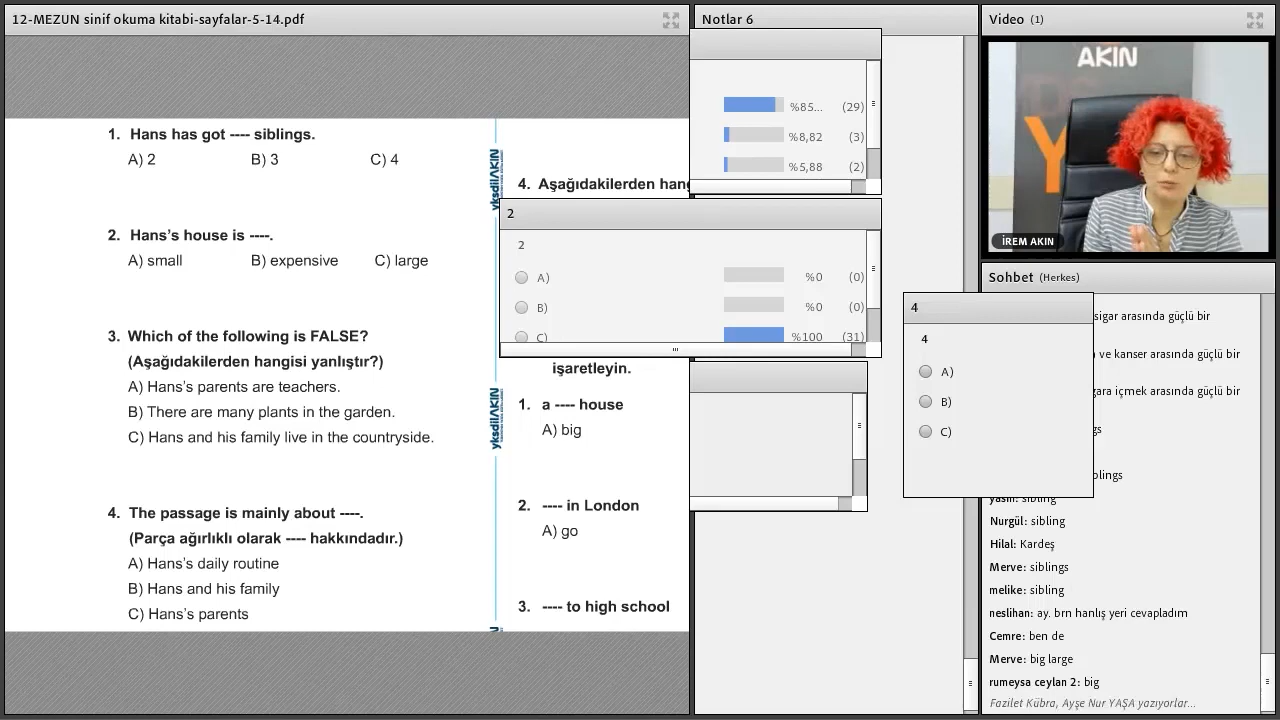 12-MEZUN sinif okuma kitabi-sayfalar-5-14.pdf
1. Hans has got ---- siblings.
A) 2 B) 3 C) 4
2. Hans's house is ----.
A) small B) expensive C) large
3. Which of the following is FALSE?
(Aşağıdakilerden hangisi yanlıştır?)
A) Hans's parents are teachers.
B) There are many plants in the garden.
C) Hans and his family live in the countryside.
4. The passage is mainly about ----.
(Parça ağırlıklı olarak ---- hakkındadır.)
A) Hans's daily routine
B) Hans and his family
C) Hans's parents
yksdilAKIN
yksdilAKIN
4. Aşağıdakilerden hang
işaretleyin.
1. a ---- house
A) big
2. ---- in London
A) go
3. ---- to high school
Notlar 6
%85... (29)
%8,82 (3)
%5,88 (2)
2
2
A) %0 (0)
B) %0 (0)
C) %100 (31)
4
4
A)
B)
C)
Video (1)
AKIN
İREM AKIN
Sohbet (Herkes)
sigar arasında güçlü bir
ve kanser arasında güçlü bir
gara içmek arasında güçlü bir
gs
blings
yasin: sibling
Nurgül: sibling
Hilal: Kardeş
Merve: siblings
melike: sibling
neslihan: ay. brn hanlış yeri cevapladım
Cemre: ben de
Merve: big large
rumeysa ceylan 2: big
Fazilet Kübra, Ayşe Nur YAŞA yazıyorlar...